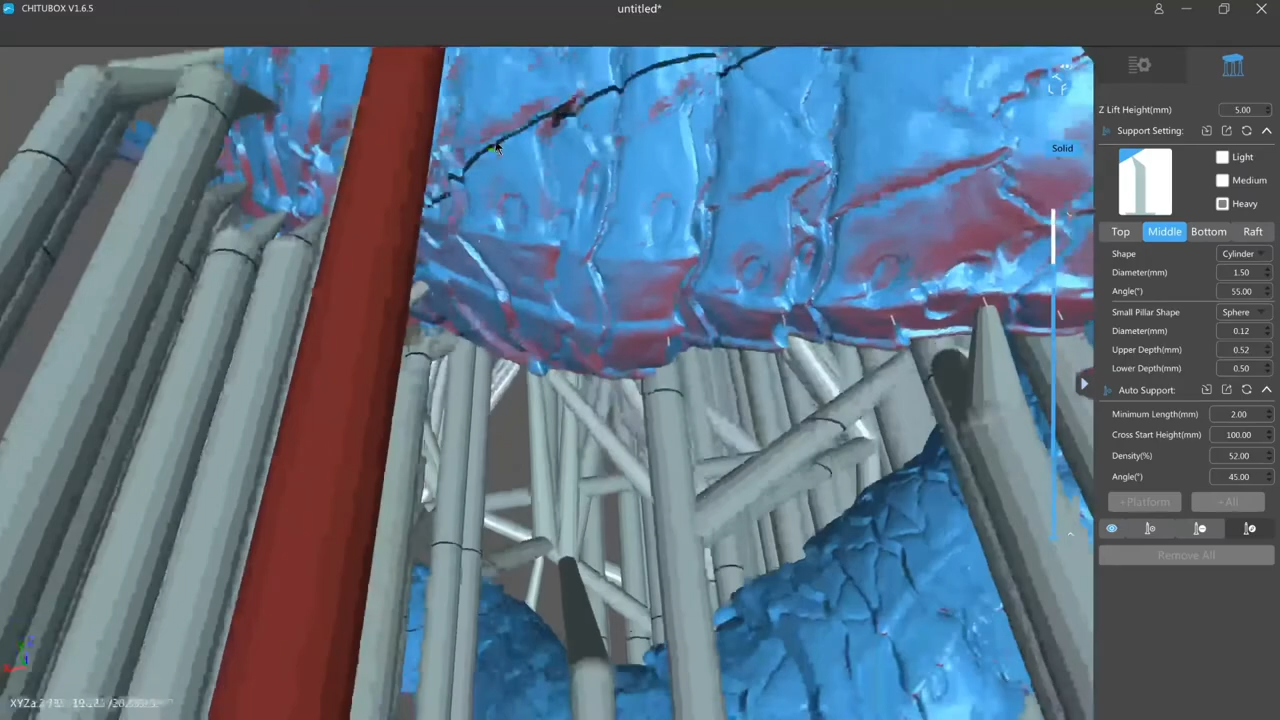 CHITUBOX V1.6.5
untitled*
Z Lift Height(mm) 5.00
Support Setting:
Solid
Light
Medium
Heavy
Top Middle Bottom Raft
Shape Cylinder
Diameter(mm) 1.50
Angle(°) 55.00
Small Pillar Shape Sphere
Diameter(mm) 0.12
Upper Depth(mm) 0.52
Lower Depth(mm) 0.50
Auto Support:
Minimum Length(mm) 2.00
Cross Start Height(mm) 100.00
Density(%) 52.00
Angle(°) 45.00
+Platform +All
Remove All